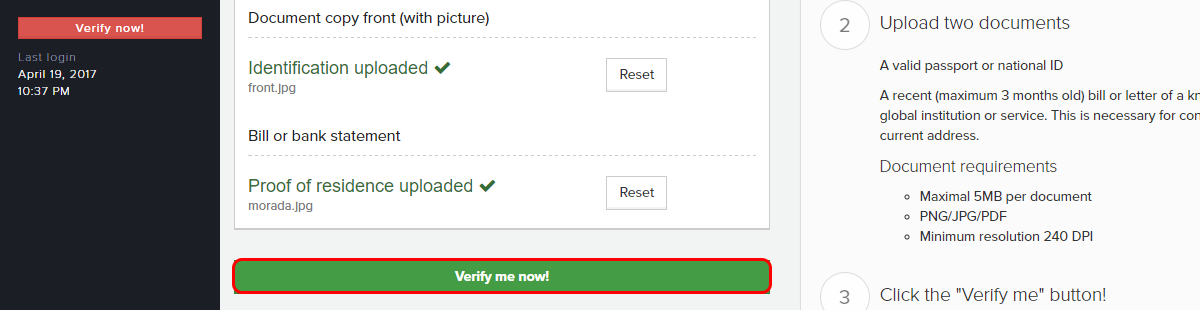 Verify now!
Last login
April 19, 2017
10:37 PM
Document copy front (with picture)
Identification uploaded
front.jpg
Reset
Bill or bank statement
Proof of residence uploaded
morada.jpg
Reset
Verify me now!
2
Upload two documents
A valid passport or national ID
A recent (maximum 3 months old) bill or letter of a
global institution or service. This is necessary for
current address.
Document requirements
Maximal 5MB per document
PNG/JPG/PDF
Minimum resolution 240 DPI
3
Click the "Verify me" button!